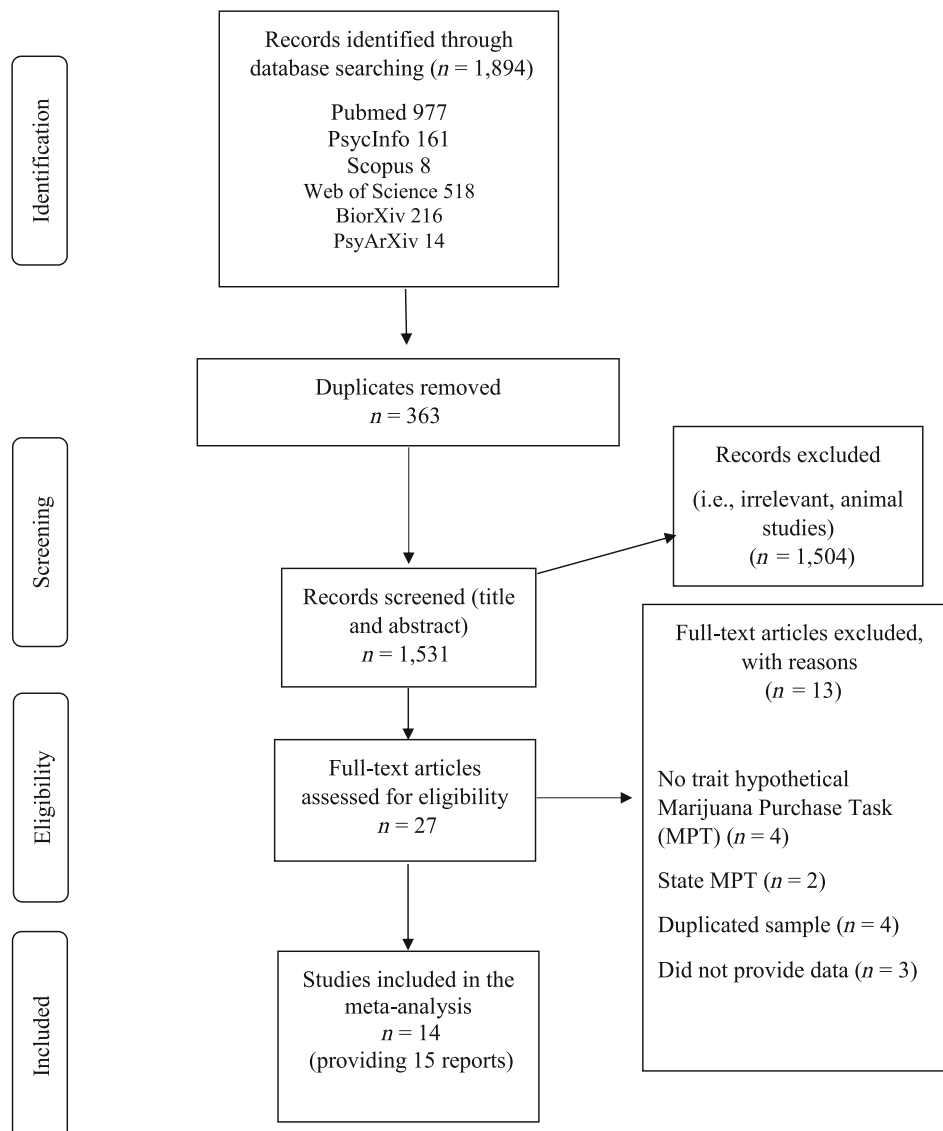 Identification
Records identified through
database searching (n = 1,894)
Pubmed 977
PsycInfo 161
Scopus 8
Web of Science 518
BiorXiv 216
PsyArXiv 14
Duplicates removed
n = 363
Screening
Records excluded
(i.e., irrelevant, animal
studies)
(n = 1,504)
Records screened (title
and abstract)
n = 1,531
Eligibility
Full-text articles
assessed for eligibility
n = 27
Full-text articles excluded,
with reasons
(n = 13)
No trait hypothetical
Marijuana Purchase Task
(MPT) (n = 4)
State MPT (n = 2)
Duplicated sample (n = 4)
Did not provide data (n = 3)
Included
Studies included in the
meta-analysis
n = 14
(providing 15 reports)